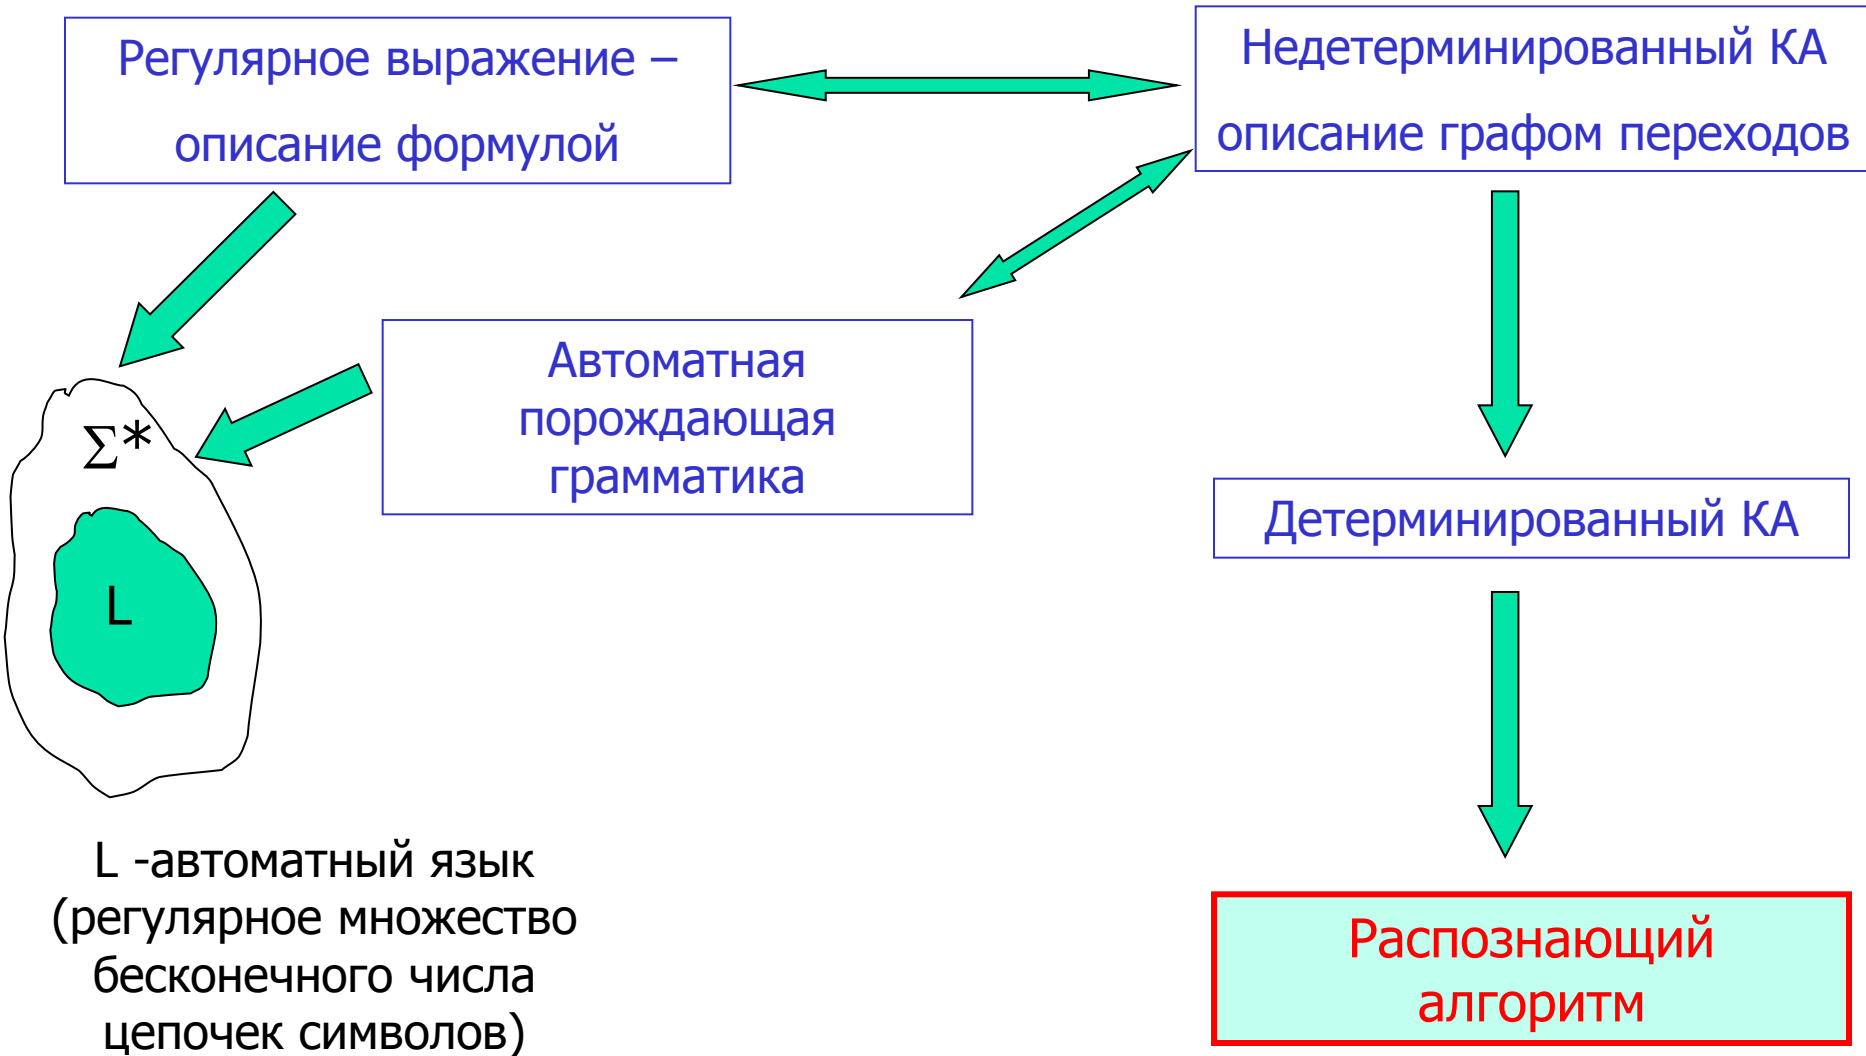 Регулярное выражение –
описание формулой
Недетерминированный КА
описание графом переходов
Автоматная
порождающая
грамматика
Σ*
L
Детерминированный КА
L -автоматный язык
(регулярное множество
бесконечного числа
цепочек символов)
Распознающий
алгоритм